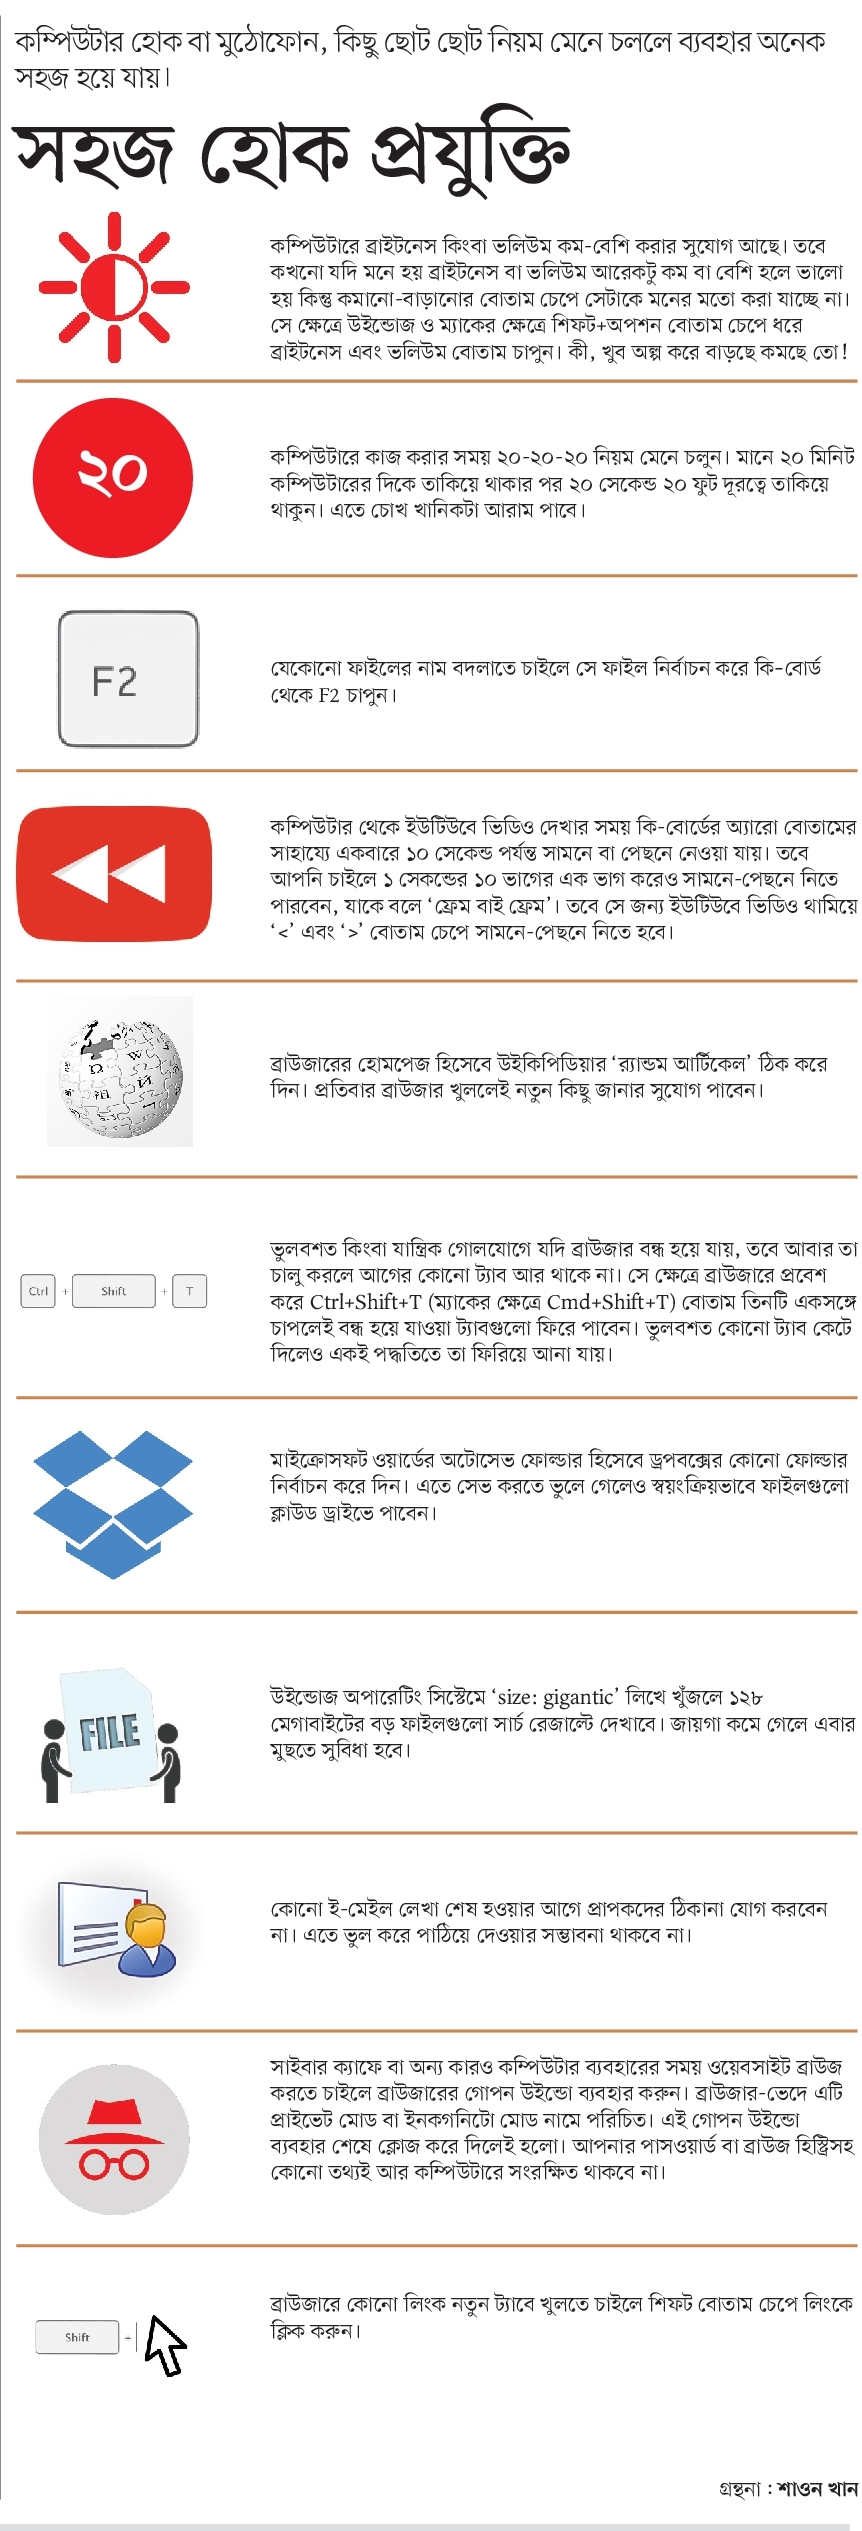 কম্পিউটার হোক বা মুঠোফোন, কিছু ছোট ছোট নিয়ম মেনে চললে ব্যবহার অনেক
সহজ হয়ে যায়।
সহজ হোক প্রযুক্তি
কম্পিউটারে ব্রাইটনেস কিংবা ভলিউম কম-বেশি করার সুযোগ আছে। তবে
কখনো যদি মনে হয় ব্রাইটনেস বা ভলিউম আরেকটু কম বা বেশি হলে ভালো
হয় কিন্তু কমানো-বাড়ানোর বোতাম চেপে সেটাকে মনের মতো করা যাচ্ছে না।
সে ক্ষেত্রে উইন্ডোজ ও ম্যাকের ক্ষেত্রে শিফট+অপশন বোতাম চেপে ধরে
ব্রাইটনেস এবং ভলিউম বোতাম চাপুন। কী, খুব অল্প করে বাড়ছে কমছে তো!
২০
কম্পিউটারে কাজ করার সময় ২০-২০-২০ নিয়ম মেনে চলুন। মানে ২০ মিনিট
কম্পিউটারের দিকে তাকিয়ে থাকার পর ২০ সেকেন্ড ২০ ফুট দূরত্বে তাকিয়ে
থাকুন। এতে চোখ খানিকটা আরাম পাবে।
F2
যেকোনো ফাইলের নাম বদলাতে চাইলে সে ফাইল নির্বাচন করে কি-বোর্ড
থেকে F2 চাপুন।
কম্পিউটার থেকে ইউটিউবে ভিডিও দেখার সময় কি-বোর্ডের অ্যারো বোতামের
সাহায্যে একবারে ১০ সেকেন্ড পর্যন্ত সামনে বা পেছনে নেওয়া যায়। তবে
আপনি চাইলে ১ সেকন্ডের ১০ ভাগের এক ভাগ করেও সামনে-পেছনে নিতে
পারবেন, যাকে বলে ‘ফ্রেম বাই ফ্রেম’। তবে সে জন্য ইউটিউবে ভিডিও থামিয়ে
‘<’ এবং ‘>’ বোতাম চেপে সামনে-পেছনে নিতে হবে।
Ω W И
ব্রাউজারের হোমপেজ হিসেবে উইকিপিডিয়ার ‘র‍্যান্ডম আর্টিকেল’ ঠিক করে
দিন। প্রতিবার ব্রাউজার খুললেই নতুন কিছু জানার সুযোগ পাবেন।
Ctrl + Shift + T
ভুলবশত কিংবা যান্ত্রিক গোলযোগে যদি ব্রাউজার বন্ধ হয়ে যায়, তবে আবার তা
চালু করলে আগের কোনো ট্যাব আর থাকে না। সে ক্ষেত্রে ব্রাউজারে প্রবেশ
করে Ctrl+Shift+T (ম্যাকের ক্ষেত্রে Cmd+Shift+T) বোতাম তিনটি একসঙ্গে
চাপলেই বন্ধ হয়ে যাওয়া ট্যাবগুলো ফিরে পাবেন। ভুলবশত কোনো ট্যাব কেটে
দিলেও একই পদ্ধতিতে তা ফিরিয়ে আনা যায়।
মাইক্রোসফট ওয়ার্ডের অটোসেভ ফোল্ডার হিসেবে ড্রপবক্সের কোনো ফোল্ডার
নির্বাচন করে দিন। এতে সেভ করতে ভুলে গেলেও স্বয়ংক্রিয়ভাবে ফাইলগুলো
ক্লাউড ড্রাইভে পাবেন।
FILE
উইন্ডোজ অপারেটিং সিস্টেমে ‘size: gigantic’ লিখে খুঁজলে ১২৮
মেগাবাইটের বড় ফাইলগুলো সার্চ রেজাল্টে দেখাবে। জায়গা কমে গেলে এবার
মুছতে সুবিধা হবে।
কোনো ই-মেইল লেখা শেষ হওয়ার আগে প্রাপকদের ঠিকানা যোগ করবেন
না। এতে ভুল করে পাঠিয়ে দেওয়ার সম্ভাবনা থাকবে না।
সাইবার ক্যাফে বা অন্য কারও কম্পিউটার ব্যবহারের সময় ওয়েবসাইট ব্রাউজ
করতে চাইলে ব্রাউজারের গোপন উইন্ডো ব্যবহার করুন। ব্রাউজার-ভেদে এটি
প্রাইভেট মোড বা ইনকগনিটো মোড নামে পরিচিত। এই গোপন উইন্ডো
ব্যবহার শেষে ক্লোজ করে দিলেই হলো। আপনার পাসওয়ার্ড বা ব্রাউজ হিস্ট্রিসহ
কোনো তথ্যই আর কম্পিউটারে সংরক্ষিত থাকবে না।
Shift +
ব্রাউজারে কোনো লিংক নতুন ট্যাবে খুলতে চাইলে শিফট বোতাম চেপে লিংকে
ক্লিক করুন।
গ্রন্থনা : শাওন খান